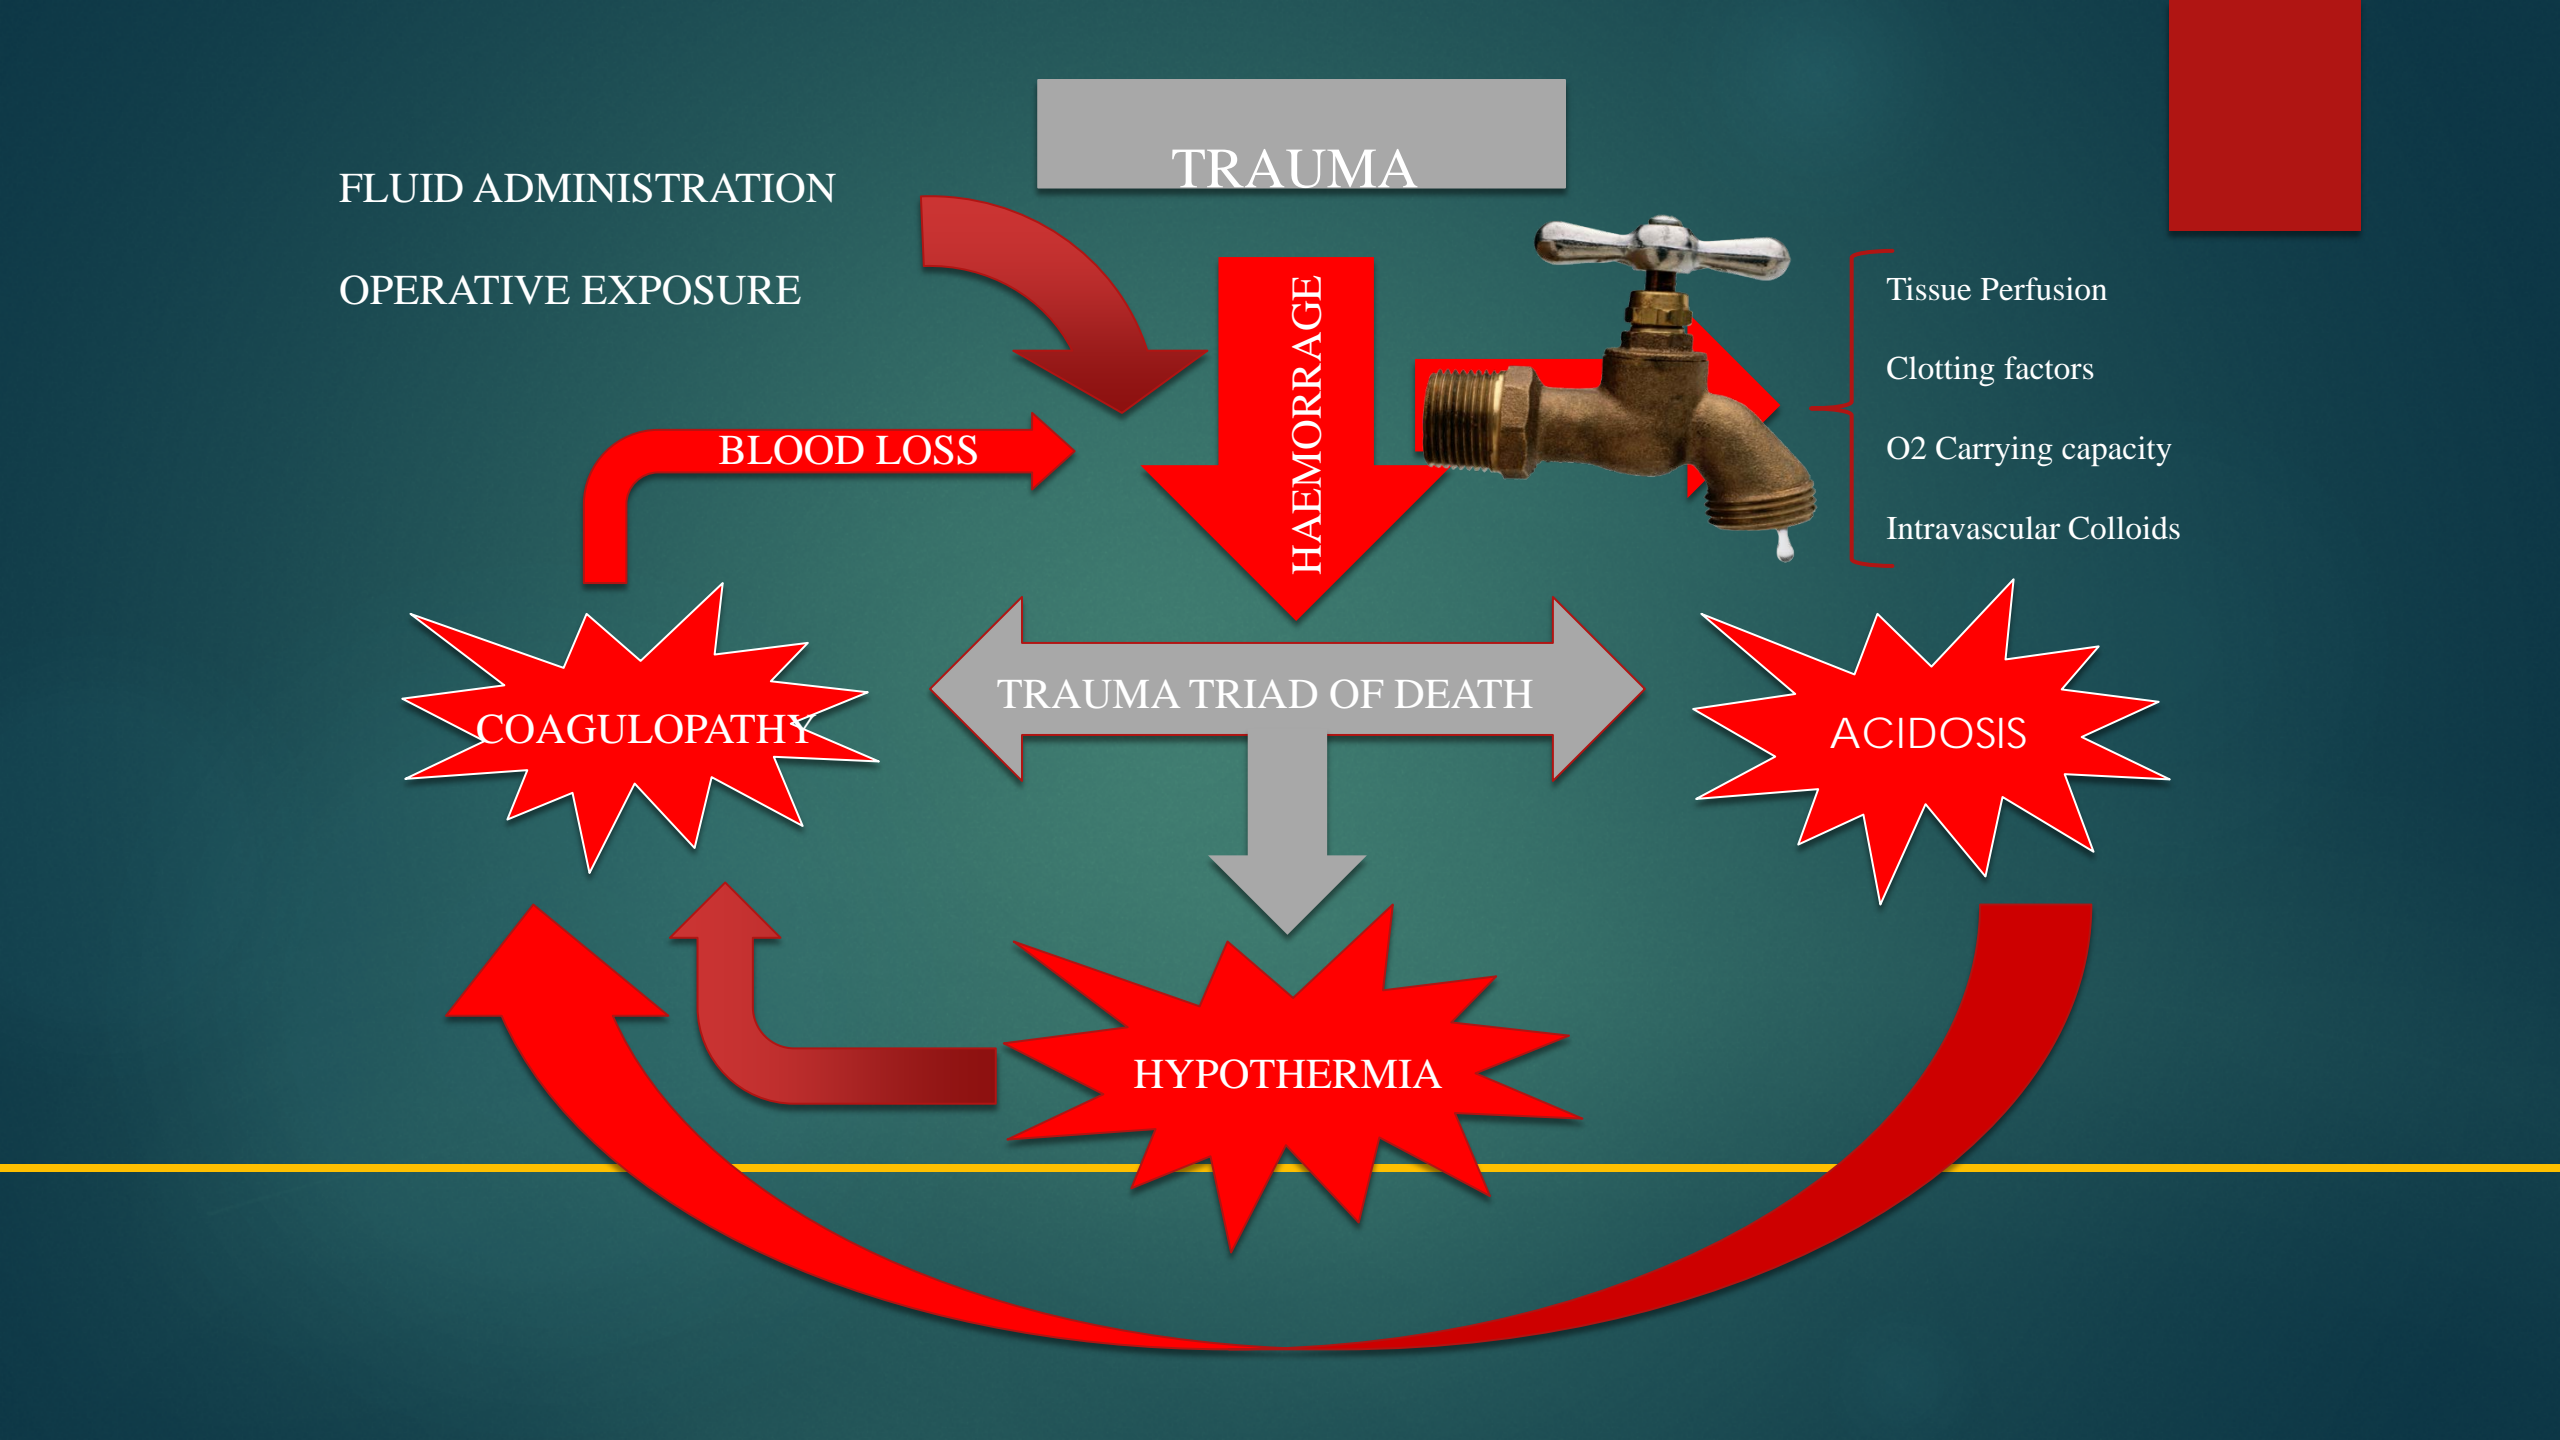 TRAUMA
FLUID ADMINISTRATION
OPERATIVE EXPOSURE
HAEMORRAGE
Tissue Perfusion
Clotting factors
O2 Carrying capacity
Intravascular Colloids
BLOOD LOSS
TRAUMA TRIAD OF DEATH
COAGULOPATHY
ACIDOSIS
HYPOTHERMIA